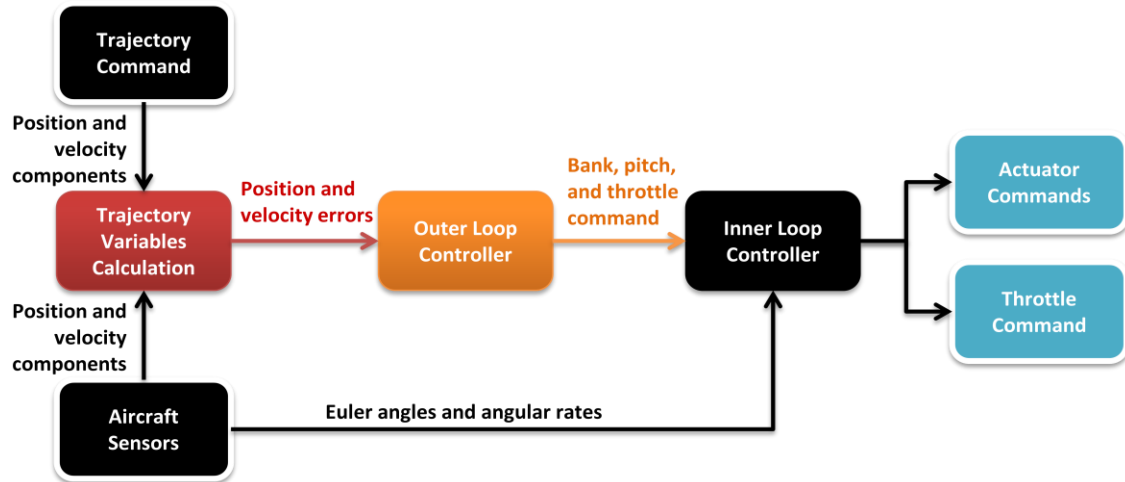 Trajectory
Command
Position and
velocity
components
Position and
velocity errors
Bank, pitch,
and throttle
command
Actuator
Commands
Trajectory
Variables
Calculation
Outer Loop
Controller
Inner Loop
Controller
Position and
velocity
components
Throttle
Command
Aircraft
Sensors
Euler angles and angular rates